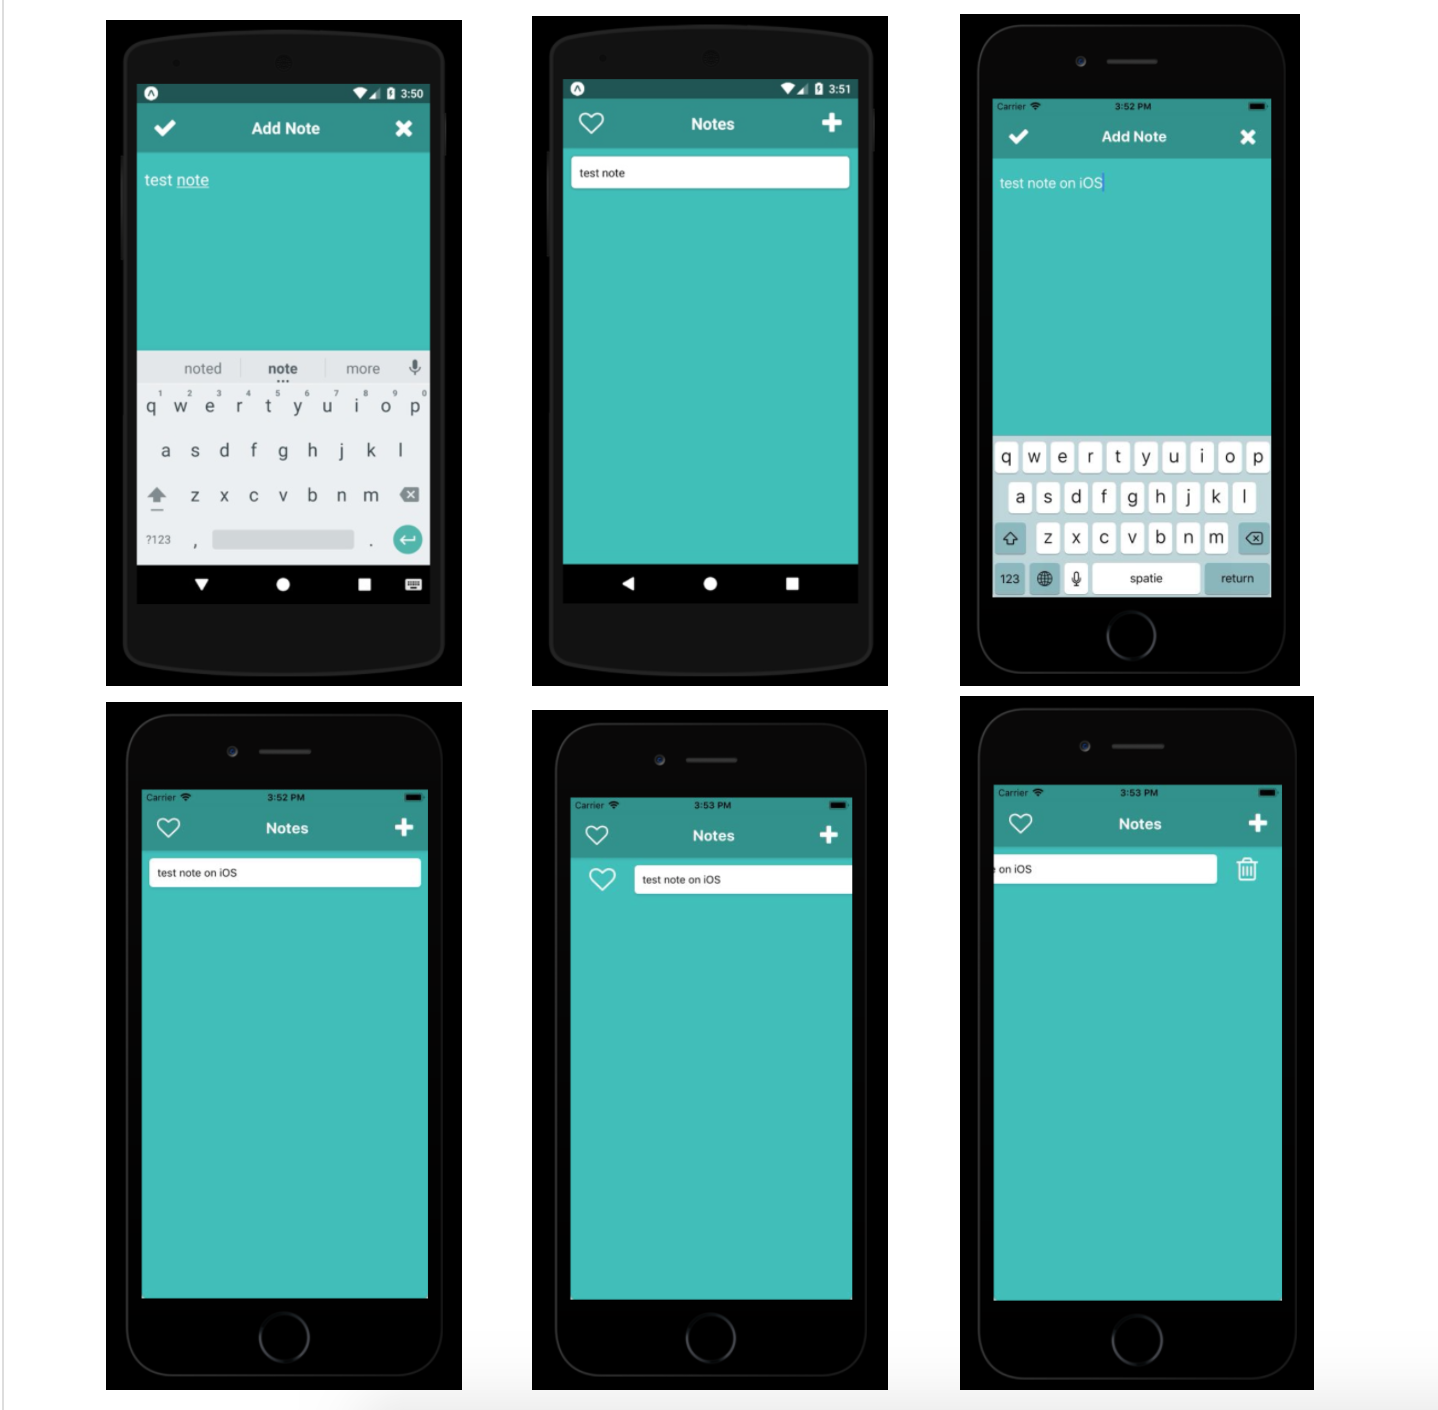 3:50
Add Note
test note
noted note more
1 2 3 4 5 6 7 8 9 0
q w e r t y u i o p
a s d f g h j k l
z x c v b n m
?123 , .
3:51
Notes
test note
Carrier 3:52 PM
Add Note
test note on iOS
q w e r t y u i o p
a s d f g h j k l
z x c v b n m
123 spatie return
Carrier 3:52 PM
Notes
test note on iOS
Carrier 3:53 PM
Notes
test note on iOS
Carrier 3:53 PM
Notes
on iOS